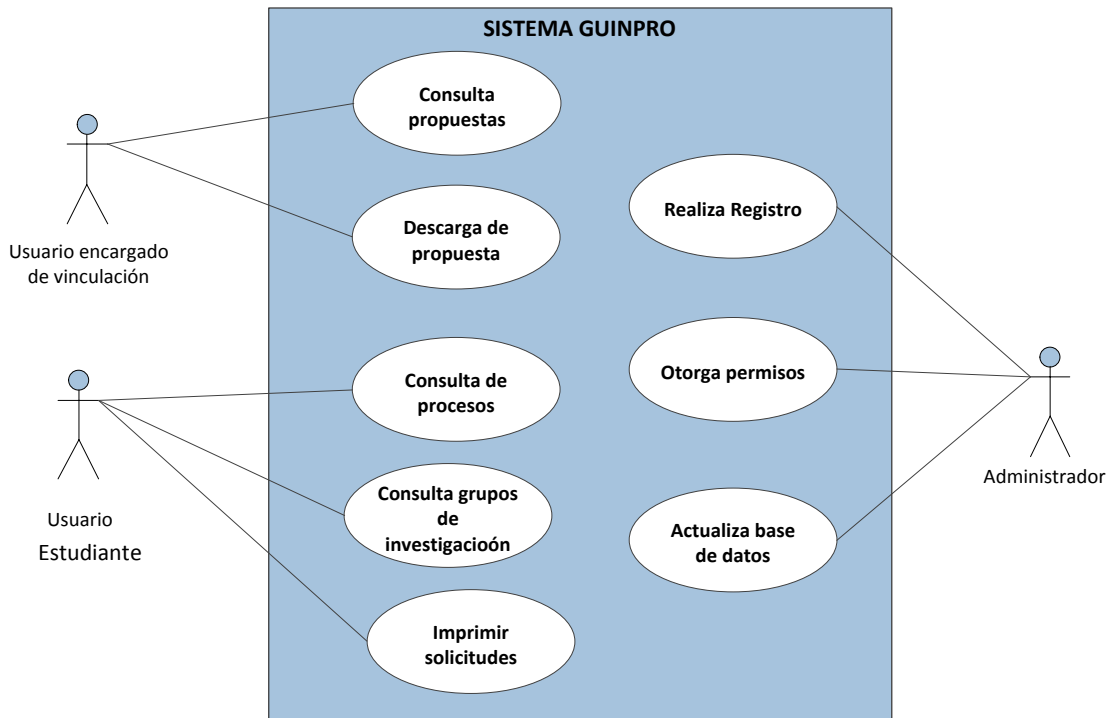 SISTEMA GUINPRO
Consulta
propuestas
Descarga de
propuesta
Usuario encargado
de vinculación
Realiza Registro
Consulta de
procesos
Otorga permisos
Consulta grupos
de
investigacioón
Usuario
Estudiante
Actualiza base
de datos
Administrador
Imprimir
solicitudes